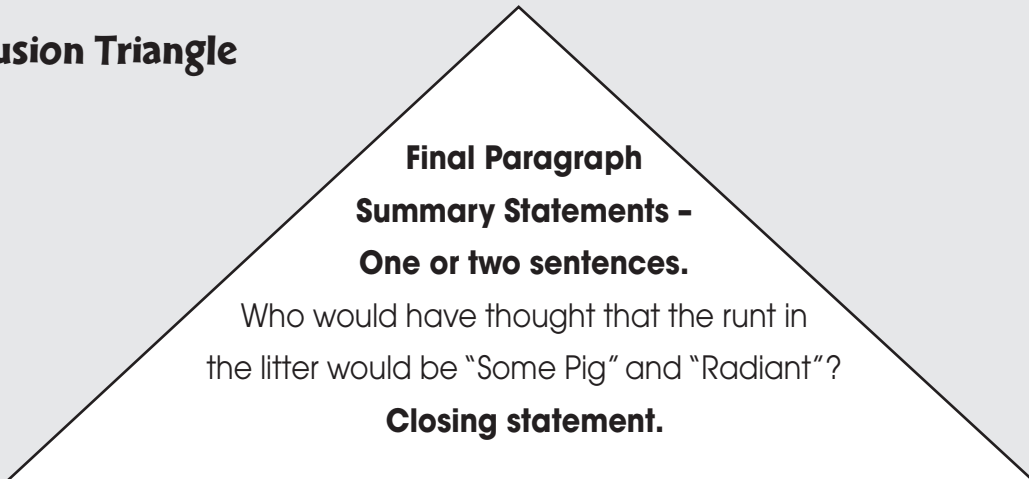 usion Triangle
Final Paragraph
Summary Statements –
One or two sentences.
Who would have thought that the runt in
the litter would be “Some Pig” and “Radiant”?
Closing statement.